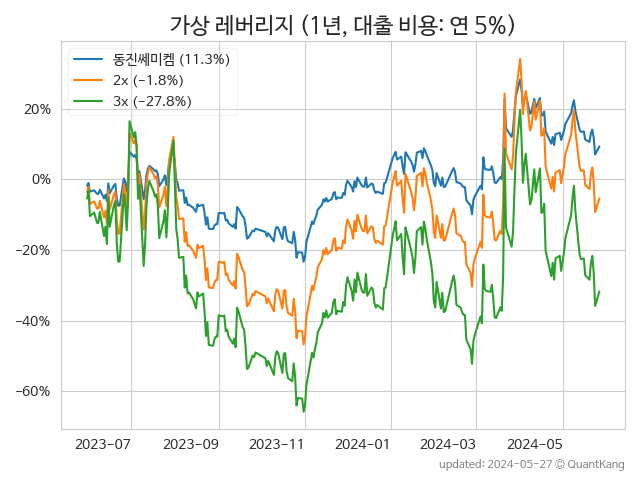 가상 레버리지 (1년, 대출 비용: 연 5%)
동진쎄미켐 (11.3%)
2x (−1.8%)
3x (−27.8%)
20%
0%
−20%
−40%
−60%
2023−07
2023−09
2023−11
2024−01
2024−03
2024−05
updated: 2024-05-27 © QuantKang